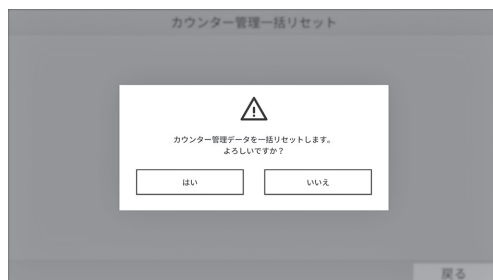 カウンター管理一括リセット
カウンター管理データを一括リセットします。
よろしいですか？
はい
いいえ
戻る